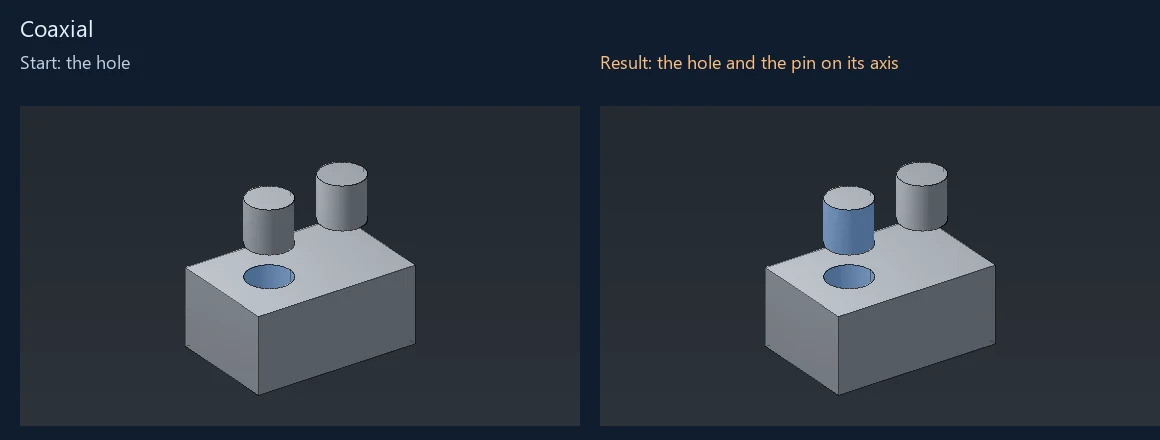 Coaxial
Start: the hole
Result: the hole and the pin on its axis